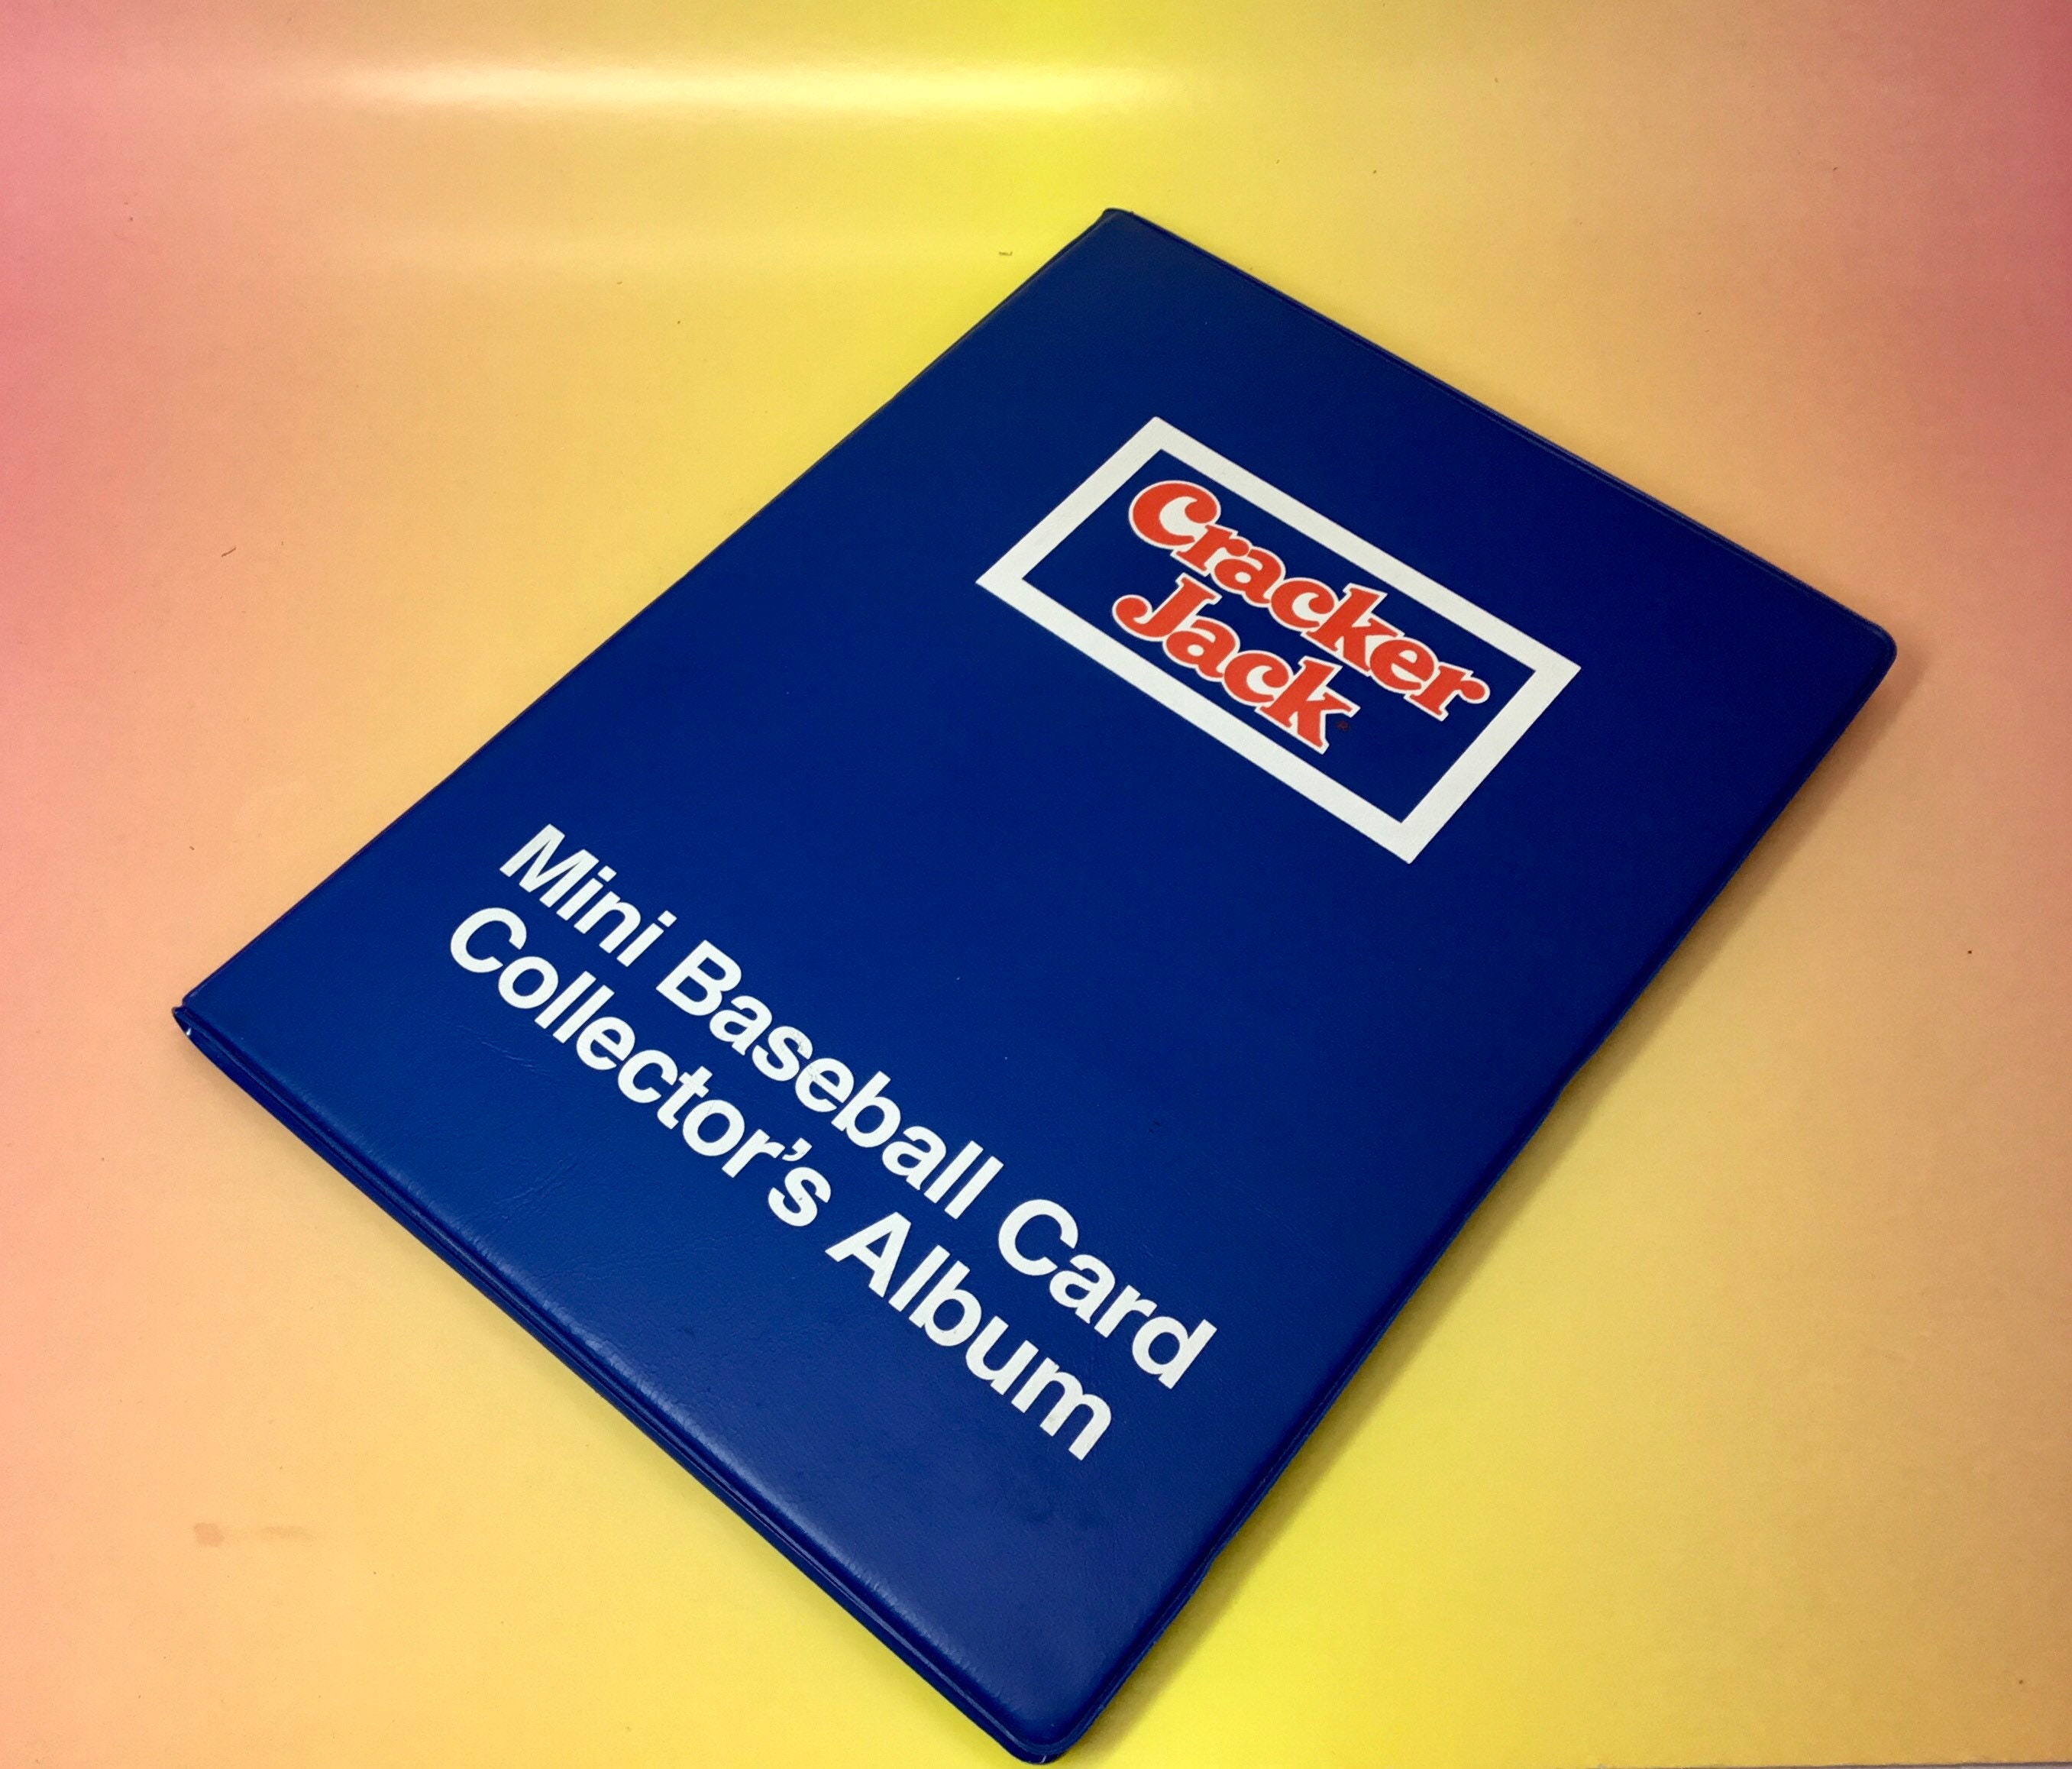 Cracker
Jack®
Mini Baseball Card
Collector's Album